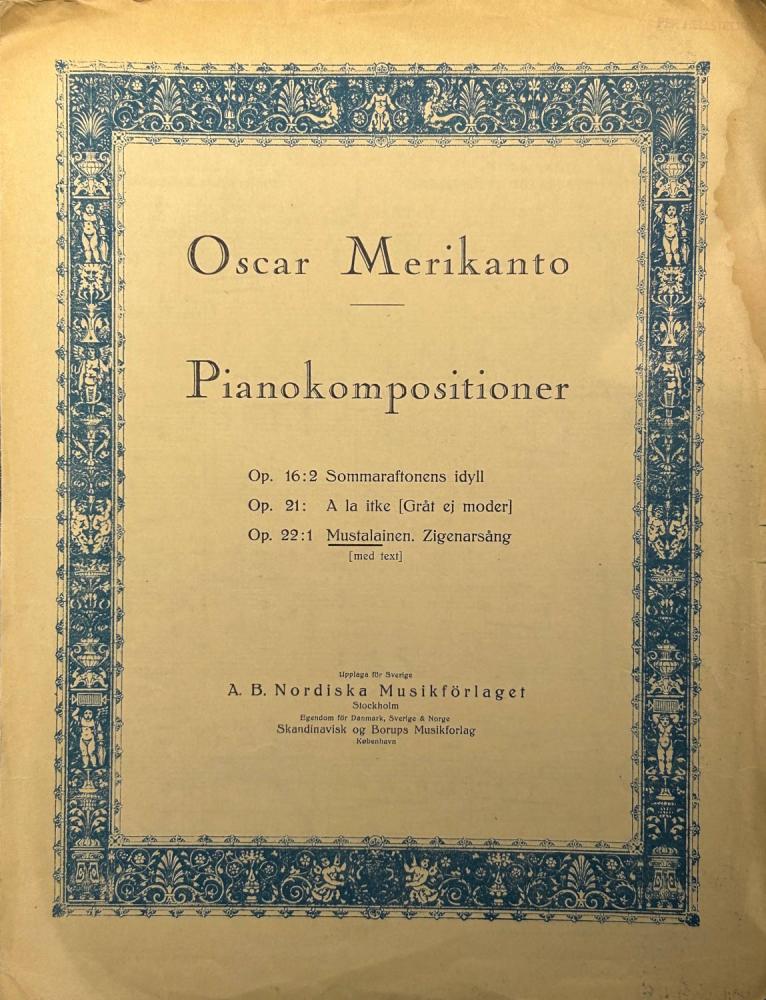 Oscar Merikanto
Pianokompositioner
Op. 16:2 Sommaraftonens idyll
Op. 21: A la itke [Gråt ej moder]
Op. 22:1 Mustalainen. Zigenarsång
[med text]
Upplaga för Sverige
A. B. Nordiska Musikförlaget
Stockholm
Egendom för Danmark, Sverige & Norge
Skandinavisk og Borups Musikforlag
København